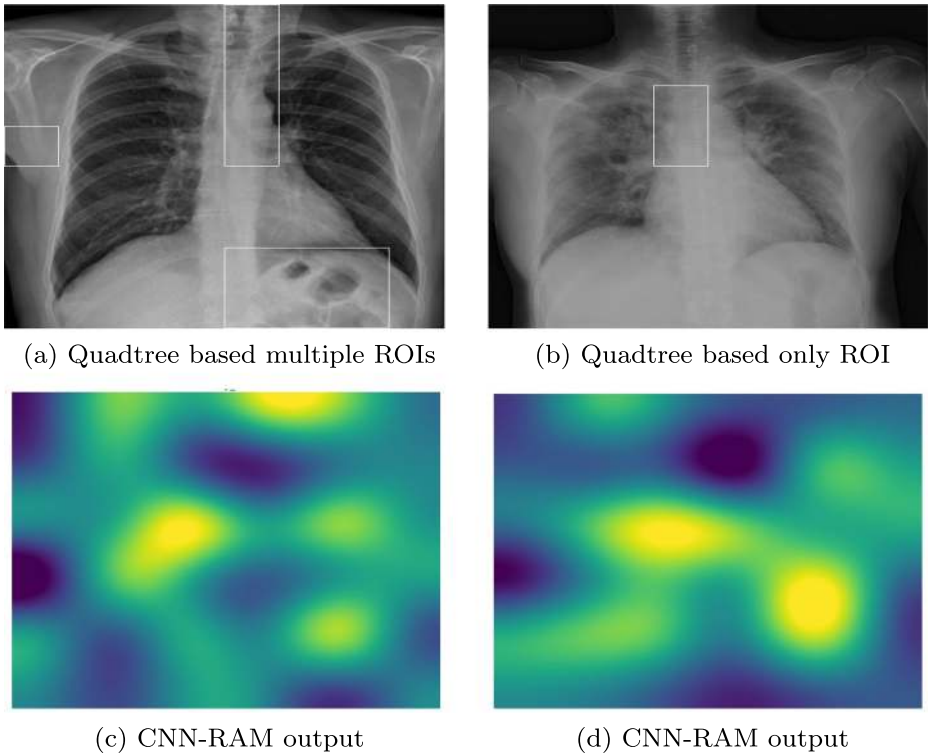 (a) Quadtree based multiple ROIs
(b) Quadtree based only ROI
(c) CNN-RAM output
(d) CNN-RAM output